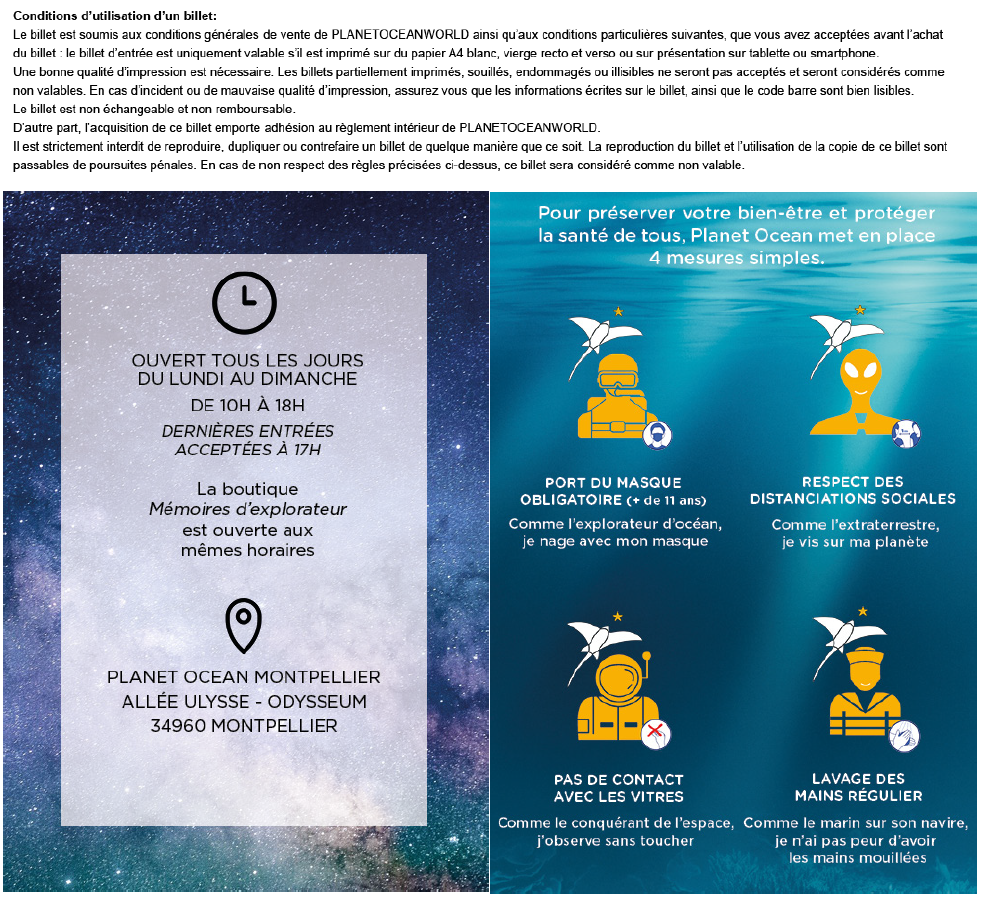 Conditions d'utilisation d'un billet:
Le billet est soumis aux conditions générales de vente de PLANETOCEANWORLD ainsi qu'aux conditions particulières suivantes, que vous avez acceptées avant l'achat
du billet : le billet d'entrée est uniquement valable s'il est imprimé sur du papier A4 blanc, vierge recto et verso ou sur présentation sur tablette ou smartphone.
Une bonne qualité d'impression est nécessaire. Les billets partiellement imprimés, souillés, endommagés ou illisibles ne seront pas acceptés et seront considérés comme
non valables. En cas d'incident ou de mauvaise qualité d'impression, assurez vous que les informations écrites sur le billet, ainsi que le code barre sont bien lisibles.
Le billet est non échangeable et non remboursable.
D'autre part, l'acquisition de ce billet emporte adhésion au règlement intérieur de PLANETOCEANWORLD.
Il est strictement interdit de reproduire, dupliquer ou contrefaire un billet de quelque manière que ce soit. La reproduction du billet et l'utilisation de la copie de ce billet sont
passables de poursuites pénales. En cas de non respect des règles précisées ci-dessus, ce billet sera considéré comme non valable.
OUVERT TOUS LES JOURS
DU LUNDI AU DIMANCHE
DE 10H À 18H
DERNIÈRES ENTRÉES
ACCEPTÉES À 17H
La boutique
Mémoires d'explorateur
est ouverte aux
mêmes horaires
PLANET OCEAN MONTPELLIER
ALLÉE ULYSSE - ODYSSEUM
34960 MONTPELLIER
Pour préserver votre bien-être et protéger
la santé de tous, Planet Ocean met en place
4 mesures simples.
PORT DU MASQUE
OBLIGATOIRE (+ de 11 ans)
Comme l'explorateur d'océan,
je nage avec mon masque
RESPECT DES
DISTANCIATIONS SOCIALES
Comme l'extraterrestre,
je vis sur ma planète
PAS DE CONTACT
AVEC LES VITRES
Comme le conquérant de l'espace,
j'observe sans toucher
LAVAGE DES
MAINS RÉGULIER
Comme le marin sur son navire,
je n'ai pas peur d'avoir
les mains mouillées